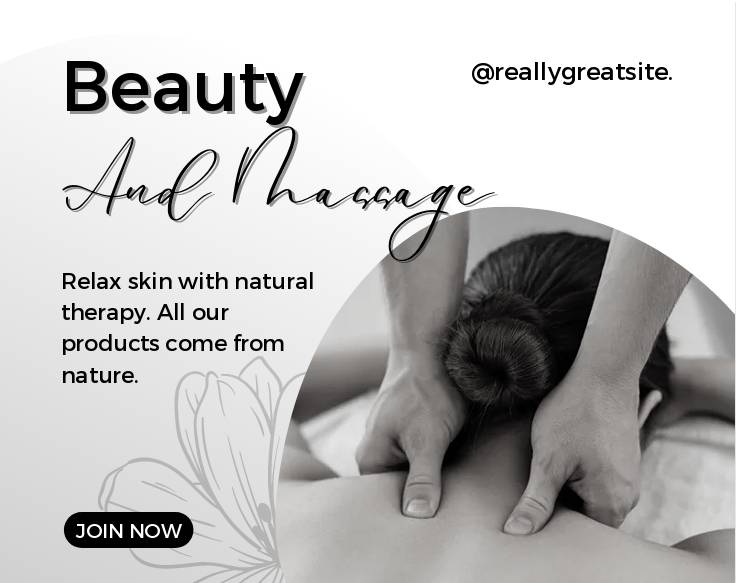 Beauty
@reallygreatsite.
And Massage
Relax skin with natural
therapy. All our
products come from
nature.
JOIN NOW